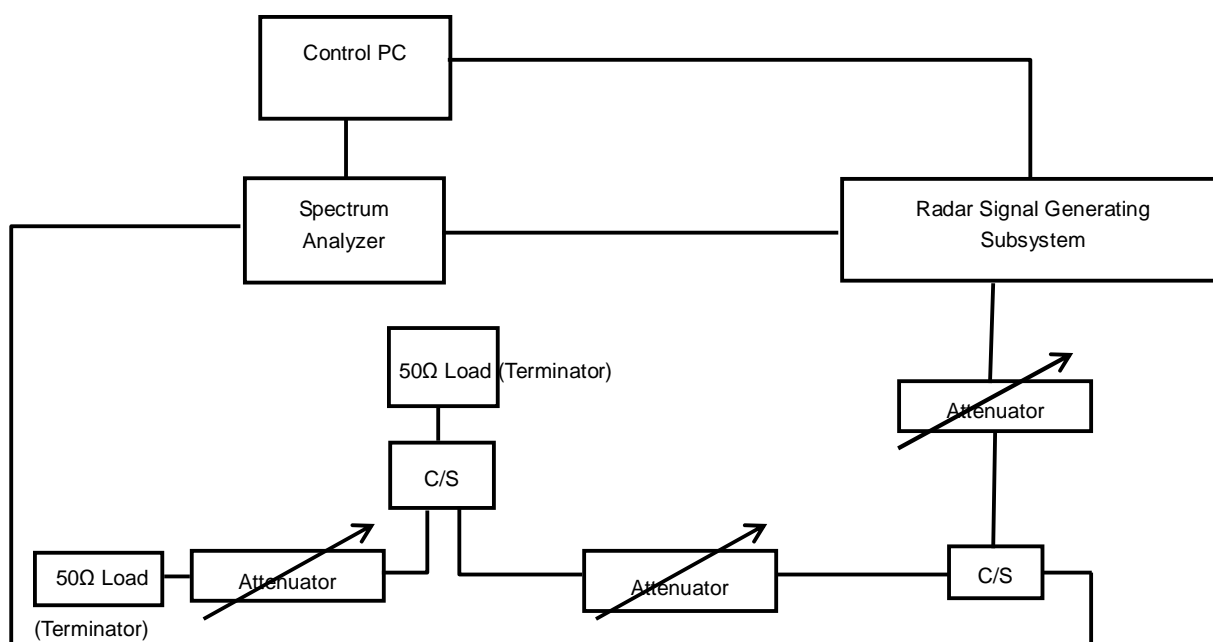 Control PC
Spectrum
Analyzer
Radar Signal Generating
Subsystem
50Ω Load (Terminator)
Attenuator
C/S
50Ω Load
(Terminator)
Attenuator
Attenuator
C/S